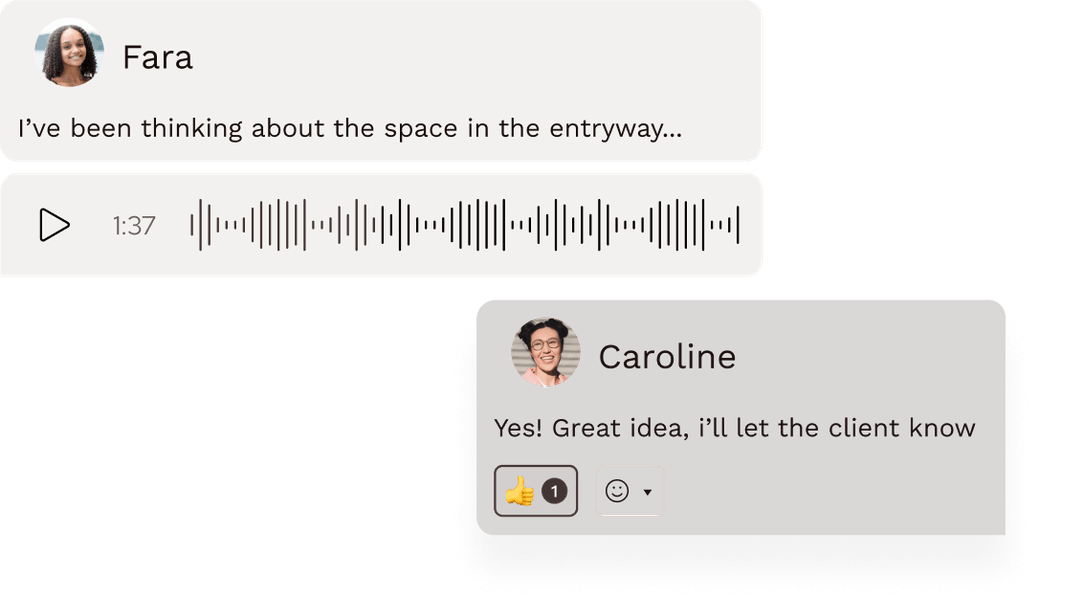 Fara
I’ve been thinking about the space in the entryway...
1:37
Caroline
Yes! Great idea, i’ll let the client know
👍 1